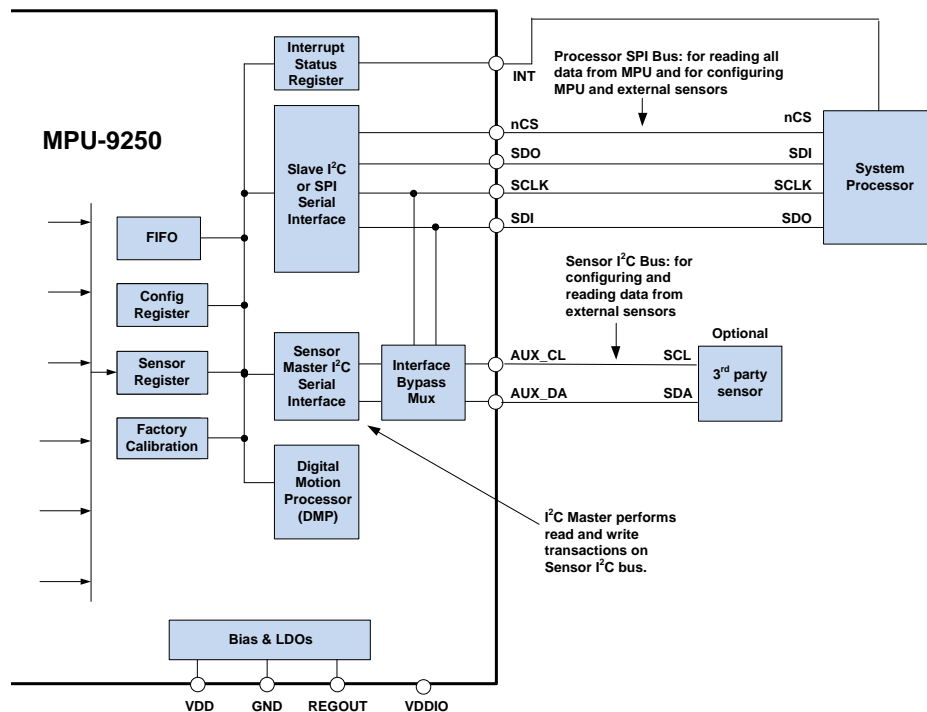 Interrupt
Status
Register
INT
Processor SPI Bus: for reading all
data from MPU and for configuring
MPU and external sensors
MPU-9250
Slave I²C
or SPI
Serial
Interface
nCS
nCS
SDO
SDI
SCLK
SCLK
SDI
SDO
System
Processor
FIFO
Config
Register
Sensor
Register
Factory
Calibration
Sensor
Master I²C
Serial
Interface
Interface
Bypass
Mux
Sensor I²C Bus: for
configuring and
reading data from
external sensors
AUX_CL
SCL
AUX_DA
SDA
Optional
3rd party
sensor
Digital
Motion
Processor
(DMP)
I²C Master performs
read and write
transactions on
Sensor I²C bus.
Bias & LDOs
VDD
GND
REGOUT
VDDIO